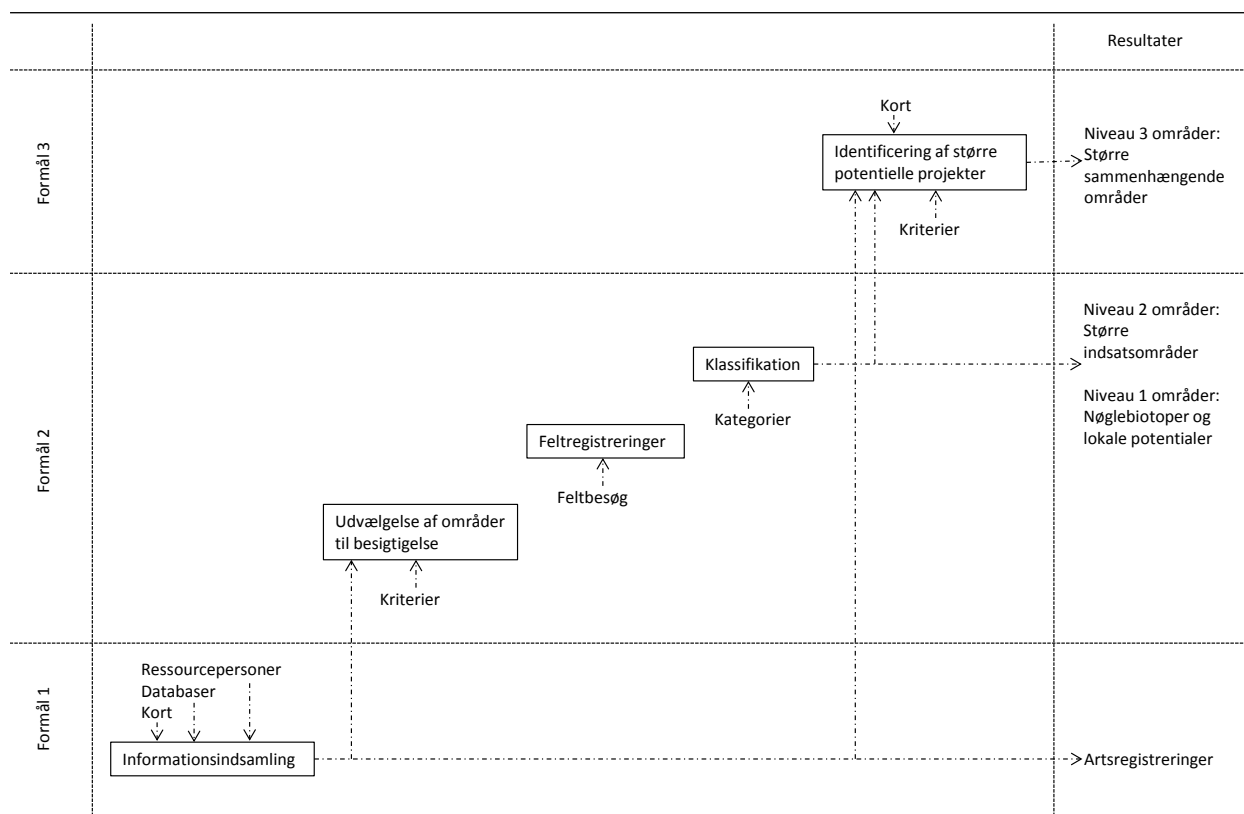 Resultater
Formål 3
Kort
Identificering af større
potentielle projekter
Kriterier
Niveau 3 områder:
Større
sammenhængende
områder
Formål 2
Klassifikation
Kategorier
Feltregistreringer
Feltbesøg
Udvælgelse af områder
til besigtigelse
Kriterier
Niveau 2 områder:
Større
indsatsområder
Niveau 1 områder:
Nøglebiotoper og
lokale potentialer
Formål 1
Ressourcepersoner
Databaser
Kort
Informationsindsamling
Artsregistreringer